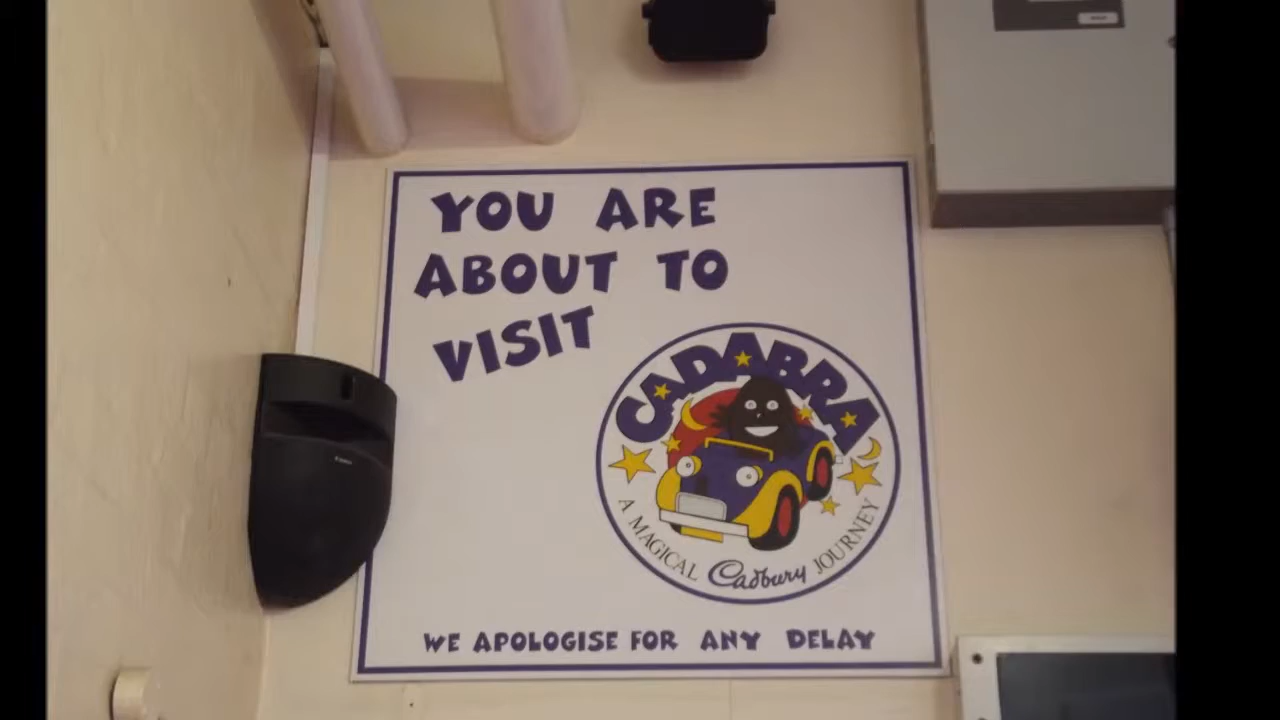 YOU ARE
ABOUT TO
VISIT
CADABRA
A MAGICAL Cadbury JOURNEY
WE APOLOGISE FOR ANY DELAY